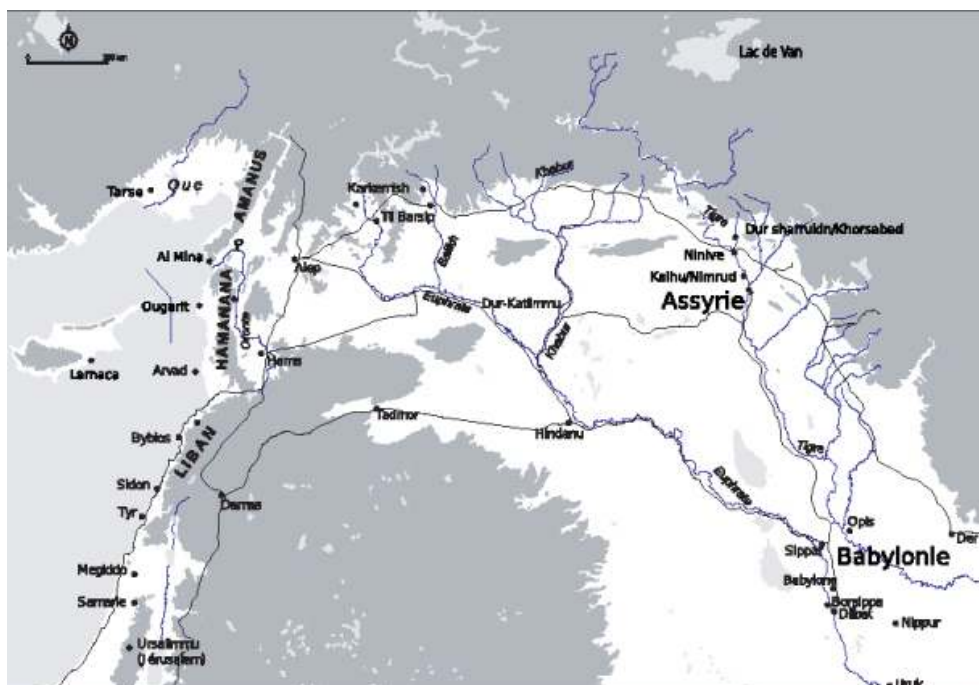 N
Lac de Van
Tarse
Que
AMANUS
Karkemish
Til Barsip
Balikh
Khabur
Tigre
Dur sharrukin/Khorsabad
Ninive
Kalhu/Nimrud
Assyrie
Al Mina
Alep
Ougarit
HAMANANA
Oronte
Euphrate
Dur-Katlimmu
Khabur
Larnaca
Arvad
Hama
Tadmor
Hindanu
Byblos
LIBAN
Sidon
Tyr
Damas
Tigre
Euphrate
Opis
Der
Sippar
Babylonie
Babylone
Borsippa
Dilbat
Nippur
Megiddo
Samarie
Ursalimmu
(Jérusalem)
Uruk